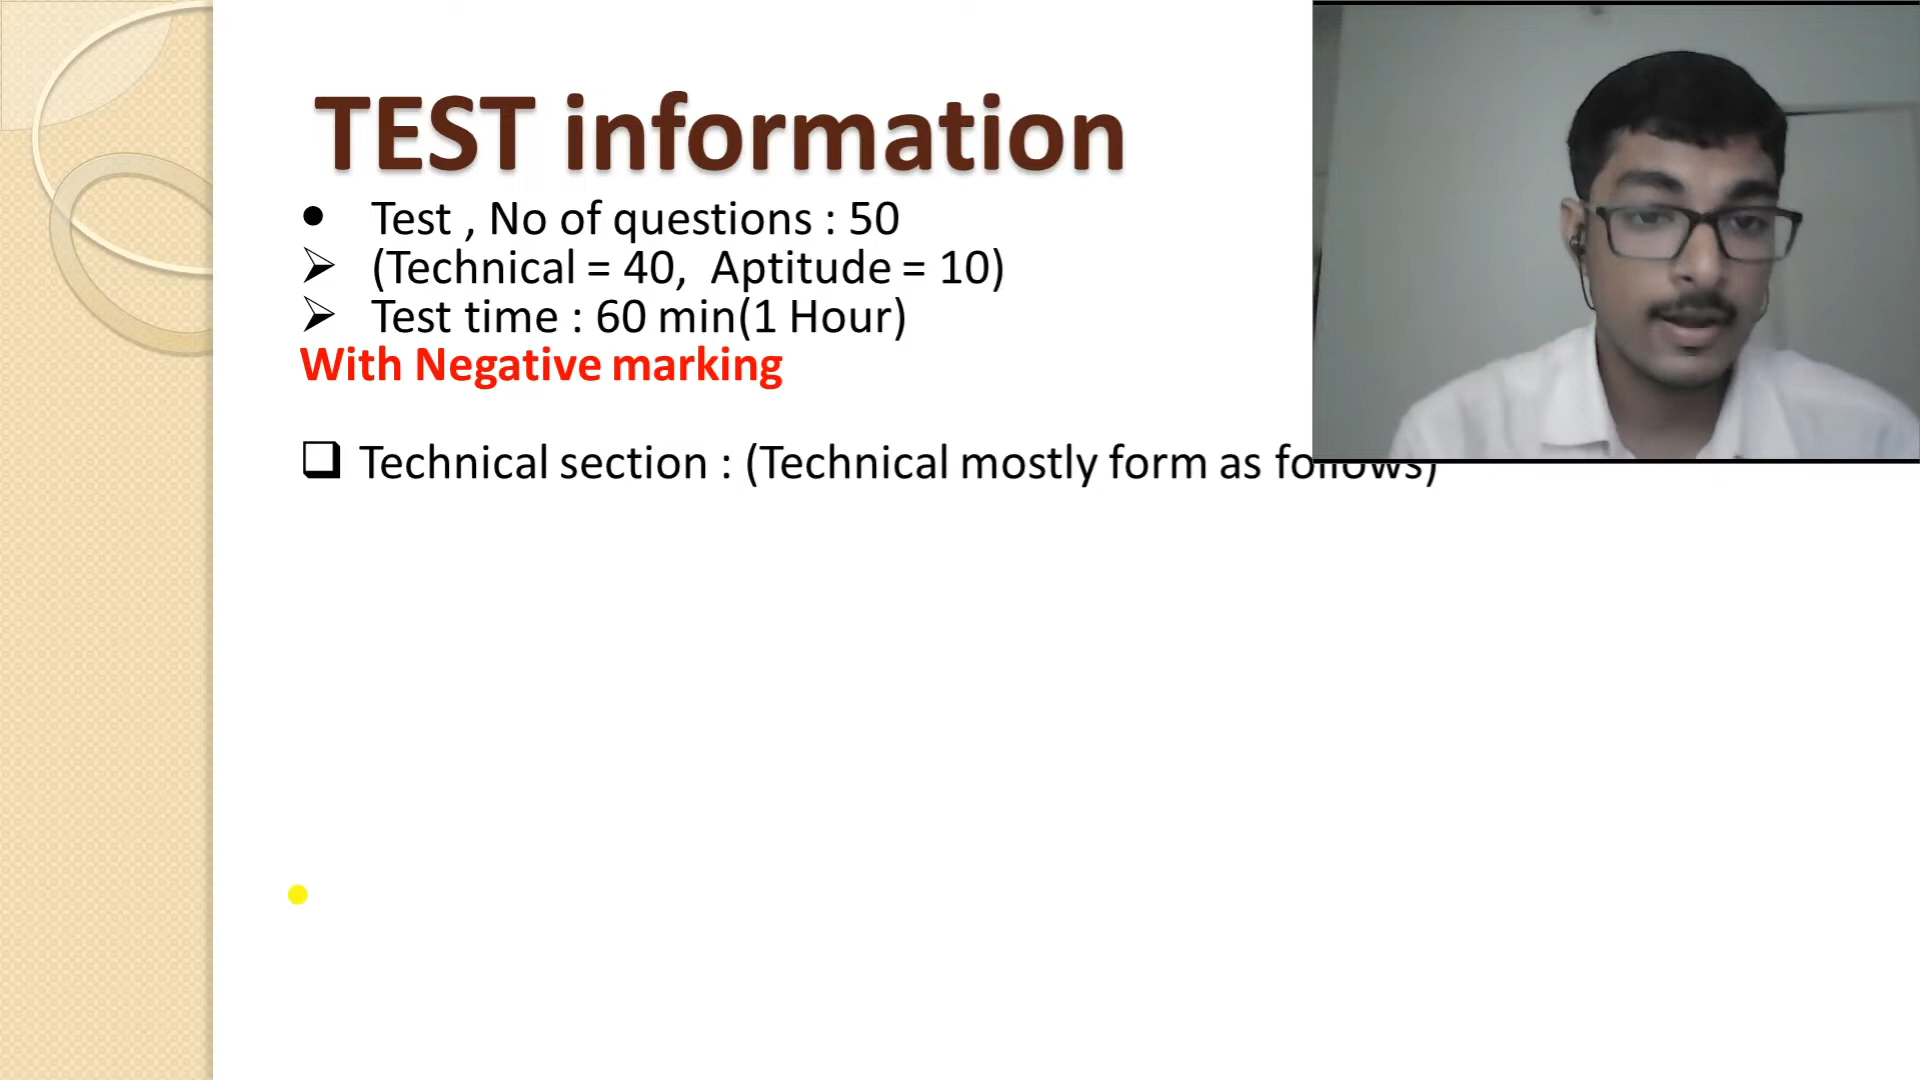 TEST information
Test , No of questions : 50
(Technical = 40, Aptitude = 10)
Test time : 60 min(1 Hour)
With Negative marking
Technical section : (Technical mostly form as follows)